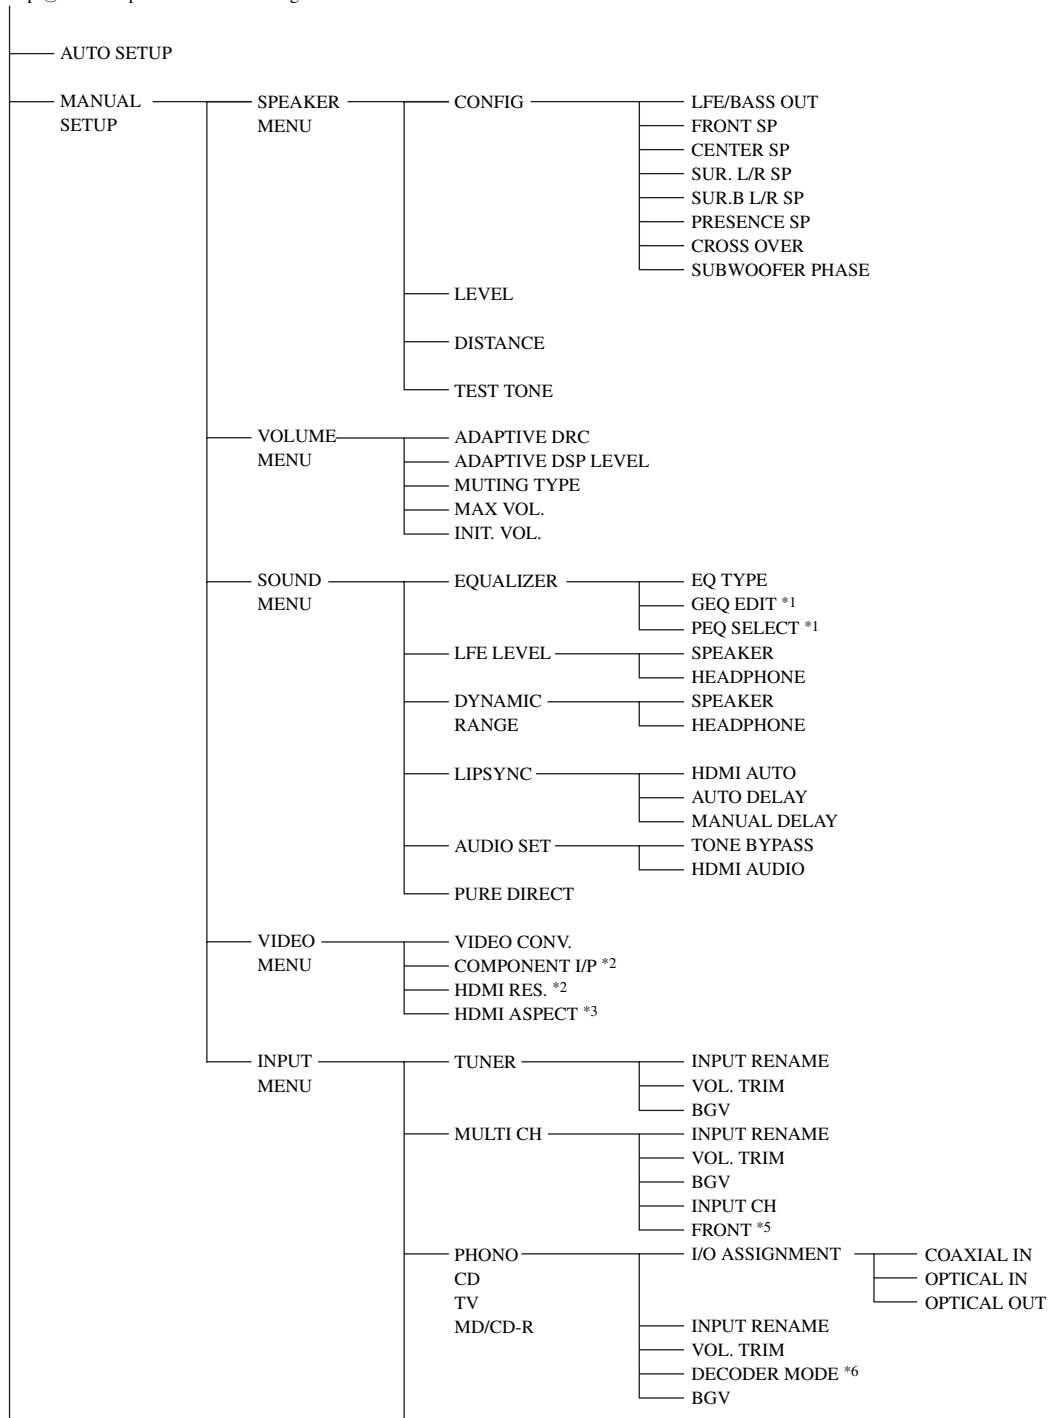 AUTO SETUP
MANUAL SETUP
SPEAKER MENU
CONFIG
LFE/BASS OUT
FRONT SP
CENTER SP
SUR. L/R SP
SUR.B L/R SP
PRESENCE SP
CROSS OVER
SUBWOOFER PHASE
LEVEL
DISTANCE
TEST TONE
VOLUME MENU
ADAPTIVE DRC
ADAPTIVE DSP LEVEL
MUTING TYPE
MAX VOL.
INIT. VOL.
SOUND MENU
EQUALIZER
EQ TYPE
GEQ EDIT *1
PEQ SELECT *1
LFE LEVEL
SPEAKER
HEADPHONE
DYNAMIC RANGE
SPEAKER
HEADPHONE
LIPSYNC
HDMI AUTO
AUTO DELAY
MANUAL DELAY
AUDIO SET
TONE BYPASS
HDMI AUDIO
PURE DIRECT
VIDEO MENU
VIDEO CONV.
COMPONENT I/P *2
HDMI RES. *2
HDMI ASPECT *3
INPUT MENU
TUNER
INPUT RENAME
VOL. TRIM
BGV
MULTI CH
INPUT RENAME
VOL. TRIM
BGV
INPUT CH
FRONT *5
PHONO
CD
TV
MD/CD-R
I/O ASSIGNMENT
COAXIAL IN
OPTICAL IN
OPTICAL OUT
INPUT RENAME
VOL. TRIM
DECODER MODE *6
BGV